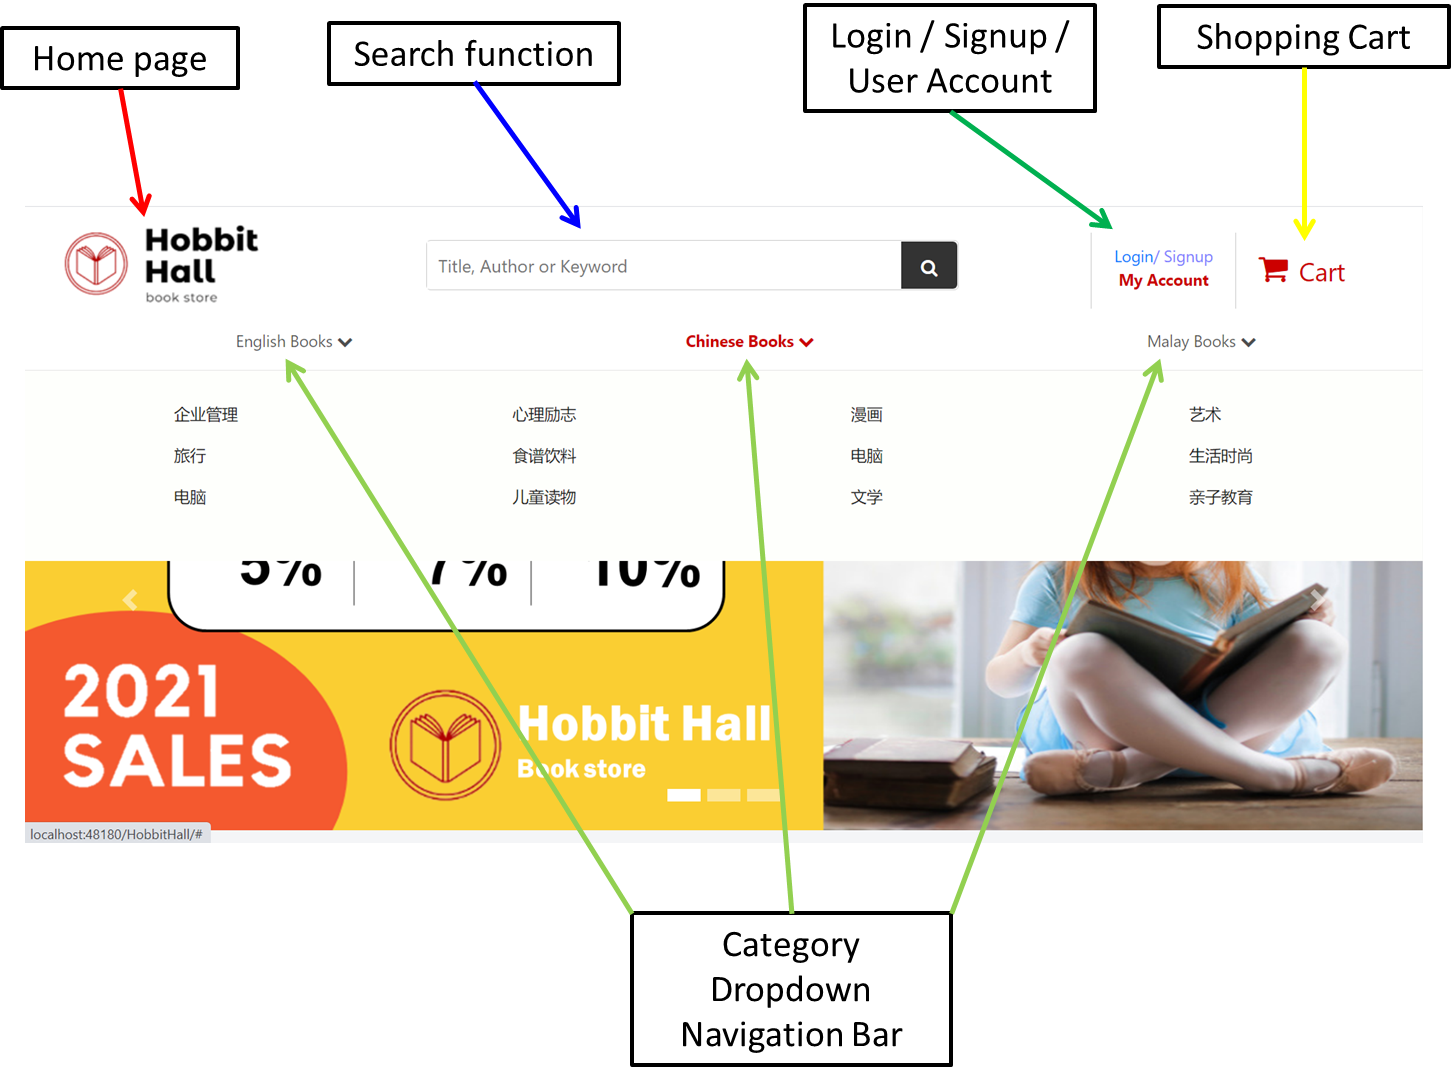 Home page
Search function
Login / Signup /
User Account
Shopping Cart
Hobbit
Hall
book store
Title, Author or Keyword
Login/ Signup
My Account
Cart
English Books
Chinese Books
Malay Books
企业管理
心理励志
漫画
艺术
旅行
食谱饮料
电脑
生活时尚
电脑
儿童读物
文学
亲子教育
5%
7%
10%
2021
SALES
Hobbit Hall
Book store
localhost:48180/HobbitHall/#
Category
Dropdown
Navigation Bar